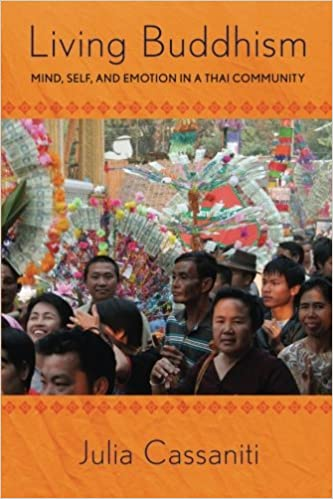 Living Buddhism
MIND, SELF, AND EMOTION IN A THAI COMMUNITY
Julia Cassaniti